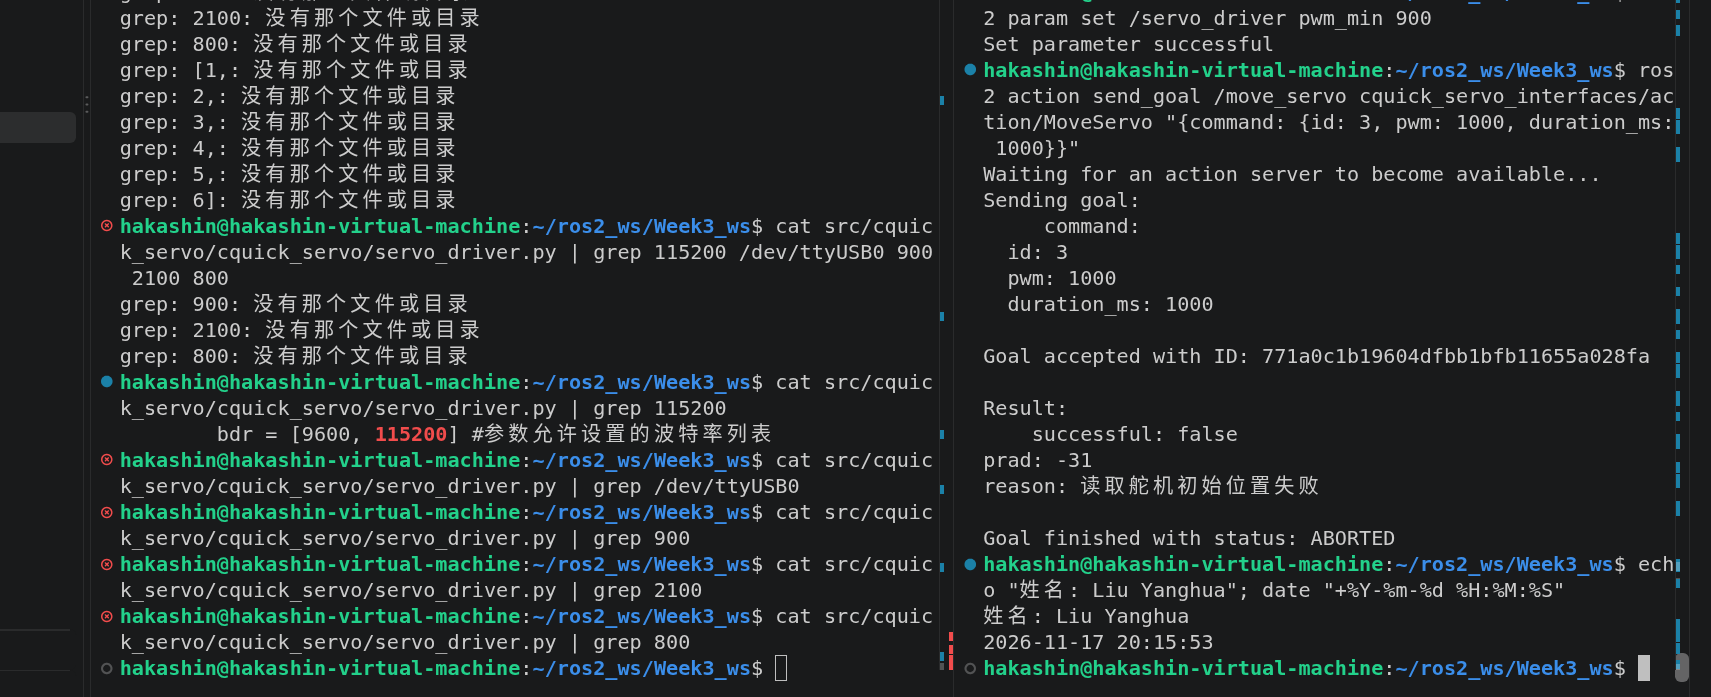 grep: 2100: 没有那个文件或目录
grep: 800: 没有那个文件或目录
grep: [1,: 没有那个文件或目录
grep: 2,: 没有那个文件或目录
grep: 3,: 没有那个文件或目录
grep: 4,: 没有那个文件或目录
grep: 5,: 没有那个文件或目录
grep: 6]: 没有那个文件或目录
hakashin@hakashin-virtual-machine:~/ros2_ws/Week3_ws$ cat src/cquic
k_servo/cquick_servo/servo_driver.py | grep 115200 /dev/ttyUSB0 900
 2100 800
grep: 900: 没有那个文件或目录
grep: 2100: 没有那个文件或目录
grep: 800: 没有那个文件或目录
hakashin@hakashin-virtual-machine:~/ros2_ws/Week3_ws$ cat src/cquic
k_servo/cquick_servo/servo_driver.py | grep 115200
        bdr = [9600, 115200] #参数允许设置的波特率列表
hakashin@hakashin-virtual-machine:~/ros2_ws/Week3_ws$ cat src/cquic
k_servo/cquick_servo/servo_driver.py | grep /dev/ttyUSB0
hakashin@hakashin-virtual-machine:~/ros2_ws/Week3_ws$ cat src/cquic
k_servo/cquick_servo/servo_driver.py | grep 900
hakashin@hakashin-virtual-machine:~/ros2_ws/Week3_ws$ cat src/cquic
k_servo/cquick_servo/servo_driver.py | grep 2100
hakashin@hakashin-virtual-machine:~/ros2_ws/Week3_ws$ cat src/cquic
k_servo/cquick_servo/servo_driver.py | grep 800
hakashin@hakashin-virtual-machine:~/ros2_ws/Week3_ws$
2 param set /servo_driver pwm_min 900
Set parameter successful
hakashin@hakashin-virtual-machine:~/ros2_ws/Week3_ws$ ros
2 action send_goal /move_servo cquick_servo_interfaces/ac
tion/MoveServo "{command: {id: 3, pwm: 1000, duration_ms:
 1000}}"
Waiting for an action server to become available...
Sending goal:
     command:
  id: 3
  pwm: 1000
  duration_ms: 1000
Goal accepted with ID: 771a0c1b19604dfbb1bfb11655a028fa
Result:
    successful: false
prad: -31
reason: 读取舵机初始位置失败
Goal finished with status: ABORTED
hakashin@hakashin-virtual-machine:~/ros2_ws/Week3_ws$ ech
o "姓名: Liu Yanghua"; date "+%Y-%m-%d %H:%M:%S"
姓名: Liu Yanghua
2026-11-17 20:15:53
hakashin@hakashin-virtual-machine:~/ros2_ws/Week3_ws$